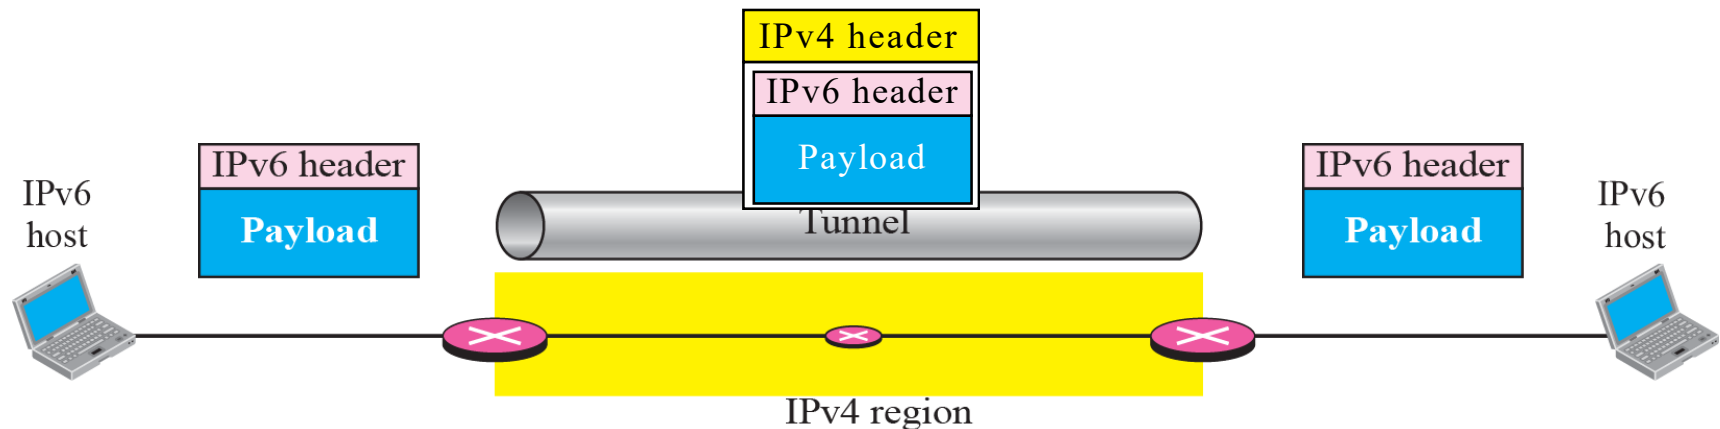 IPv4 header
IPv6 header
Payload
IPv6 header
Payload
IPv6 header
Payload
IPv6
host
IPv6
host
Tunnel
IPv4 region